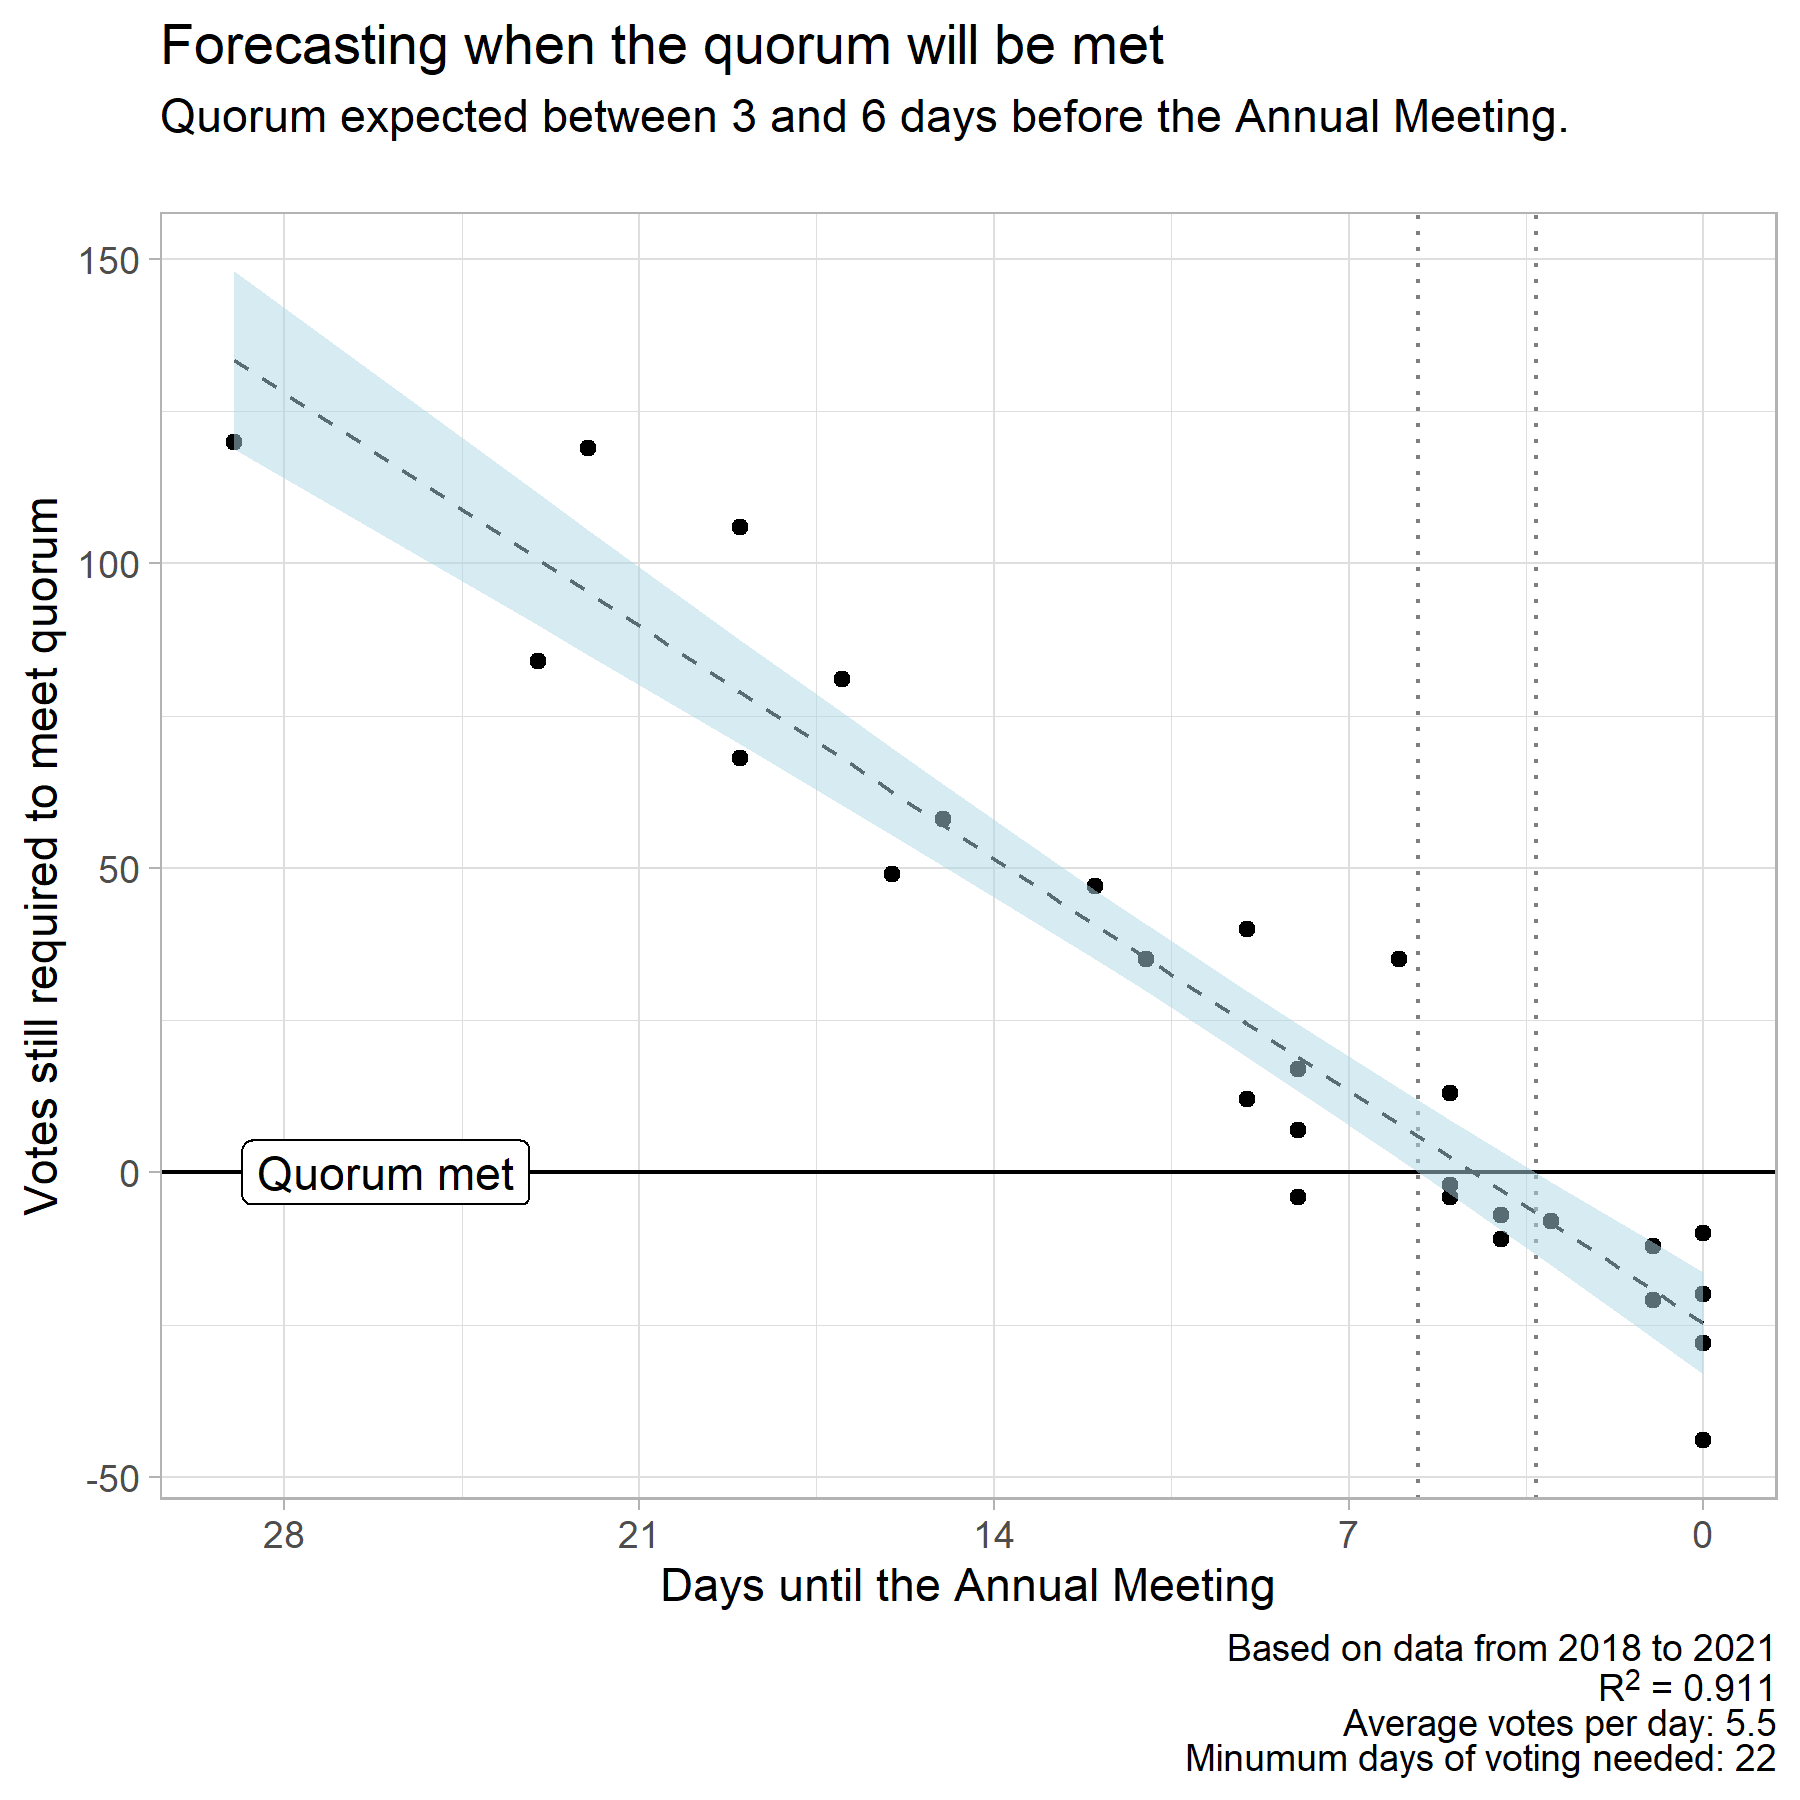 Forecasting when the quorum will be met
Quorum expected between 3 and 6 days before the Annual Meeting.
Votes still required to meet quorum
150
100
50
0
-50
Quorum met
28
21
14
7
0
Days until the Annual Meeting
Based on data from 2018 to 2021
R² = 0.911
Average votes per day: 5.5
Minumum days of voting needed: 22